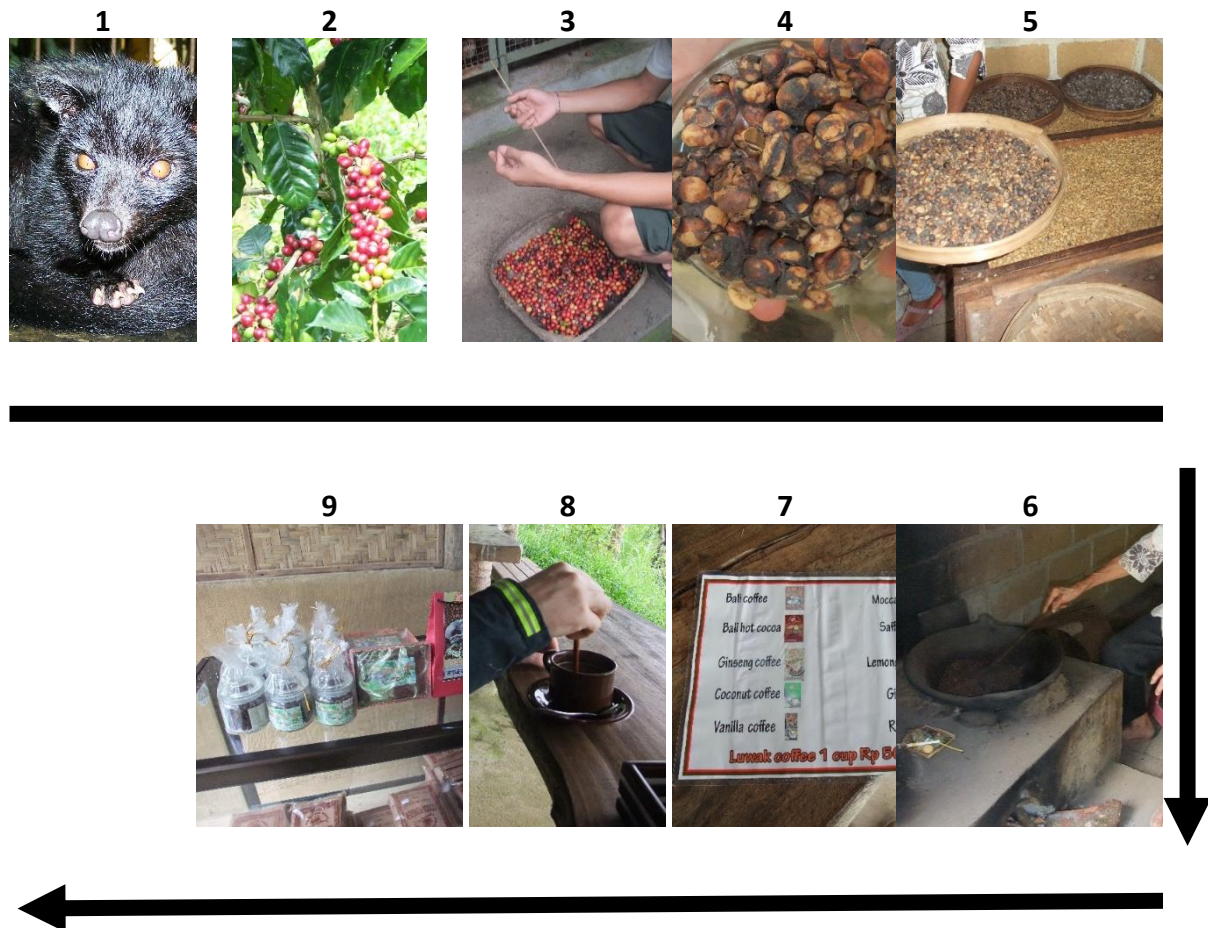 1 2 3 4 5
9 8 7 6
Bali coffee
Bali hot cocoa
Ginseng coffee
Coconut coffee
Vanilla coffee
Luwak coffee 1 cup Rp